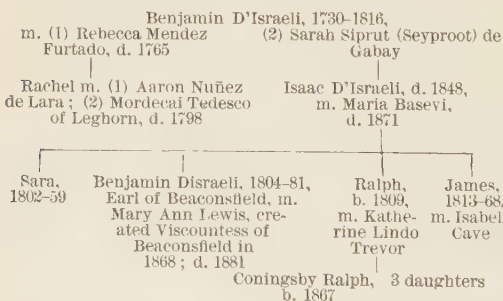 Benjamin D'Israeli, 1730–1816,
m. (1) Rebecca Mendez
Furtado, d. 1765
(2) Sarah Siprut (Seyproot) de
Gabay
Rachel m. (1) Aaron Nuñez
de Lara; (2) Mordecai Tedesco
of Leghorn, d. 1798
Isaac D'Israeli, d. 1848,
m. Maria Basevi,
d. 1871
Sara,
1802–59
Benjamin Disraeli, 1804–81,
Earl of Beaconsfield, m.
Mary Ann Lewis, cre-
ated Viscountess of
Beaconsfield in
1868; d. 1881
Ralph,
b. 1809,
m. Kathe-
rine Lindo
Trevor
James,
1813–68,
m. Isabel
Cave
Coningsby Ralph,
b. 1867
3 daughters